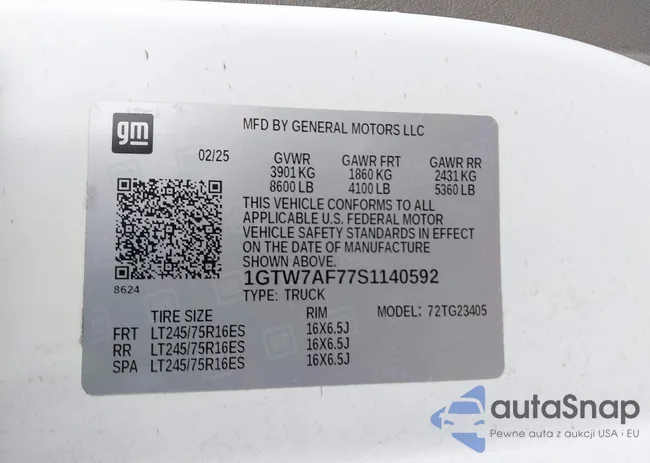 gm
MFD BY GENERAL MOTORS LLC
02/25 GVWR GAWR FRT GAWR RR
3901 KG 1860 KG 2431 KG
8600 LB 4100 LB 5360 LB
THIS VEHICLE CONFORMS TO ALL
APPLICABLE U.S. FEDERAL MOTOR
VEHICLE SAFETY STANDARDS IN EFFECT
ON THE DATE OF MANUFACTURE
SHOWN ABOVE.
8624
1GTW7AF77S1140592
TYPE: TRUCK MODEL: 72TG23405
TIRE SIZE RIM
FRT LT245/75R16ES 16X6.5J
RR LT245/75R16ES 16X6.5J
SPA LT245/75R16ES 16X6.5J
autaSnap
Pewne auta z aukcji USA i EU